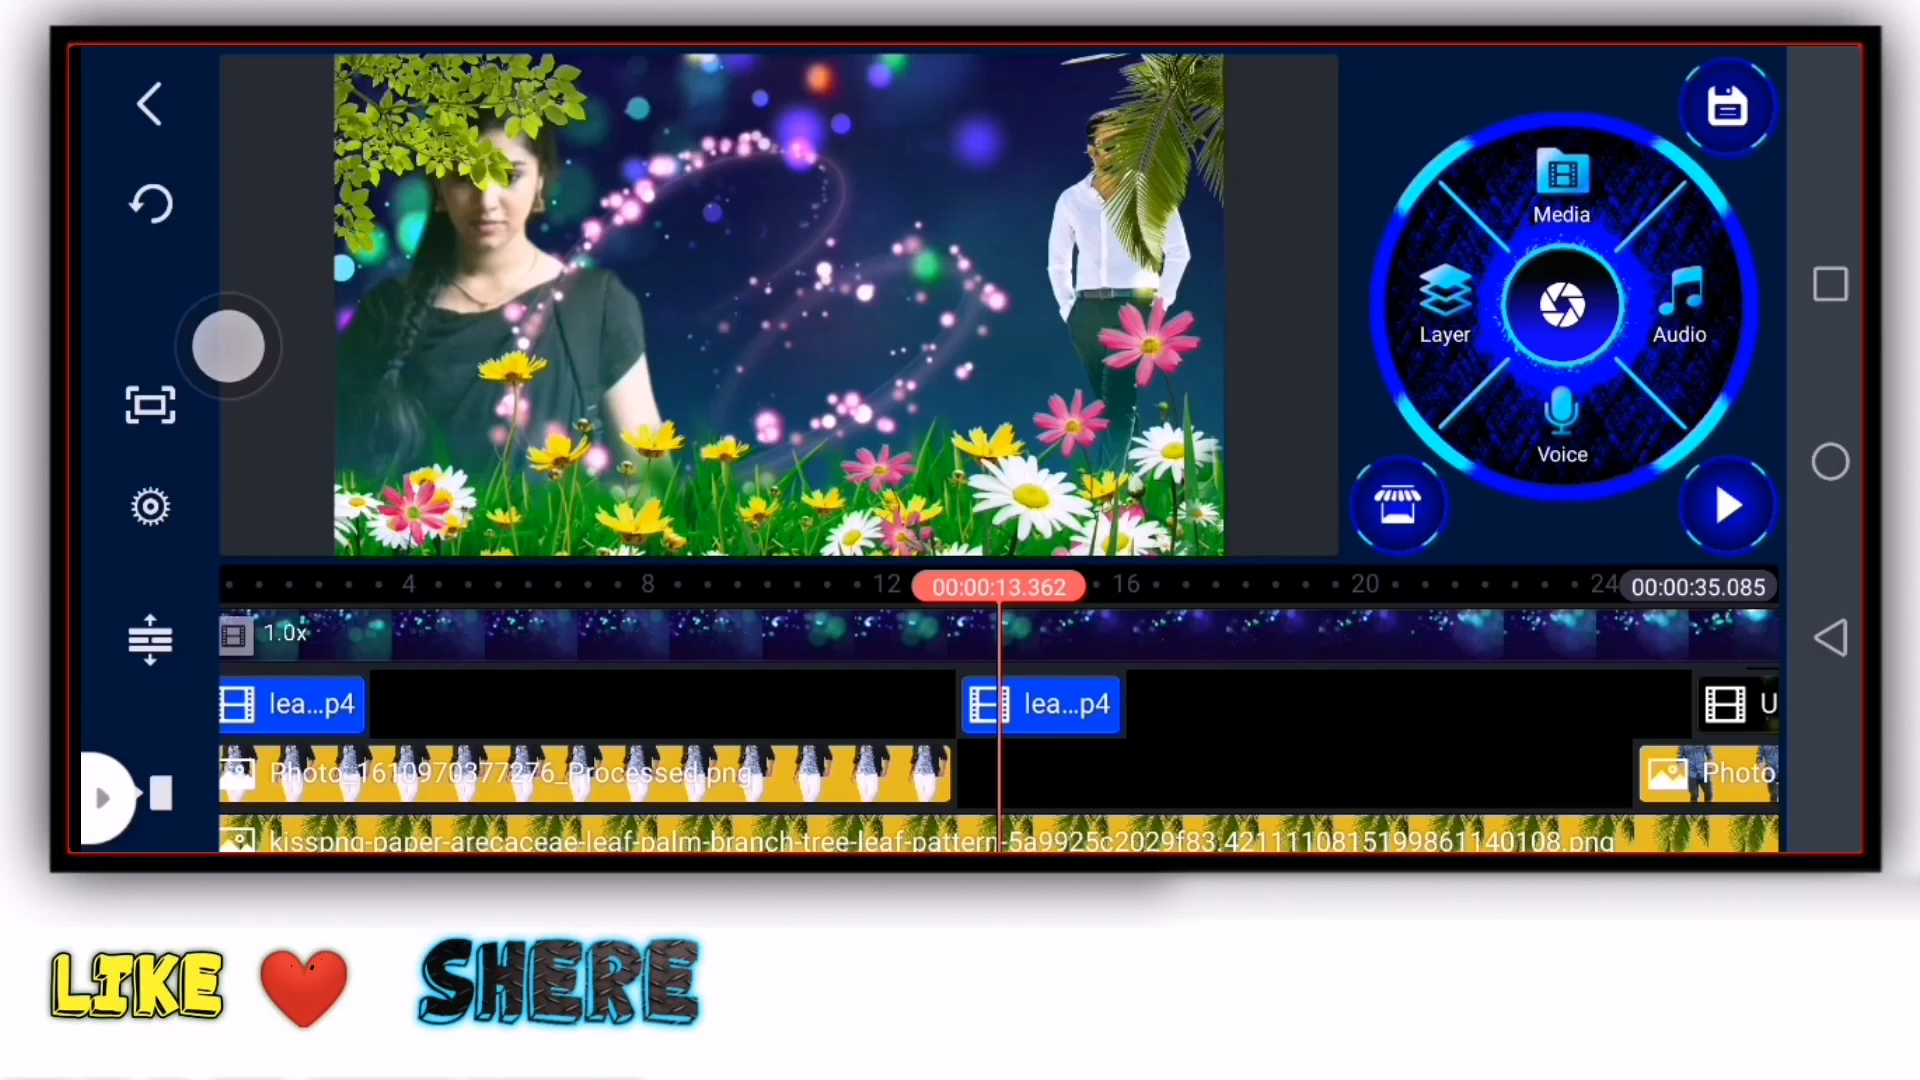 Media
Layer
Audio
Voice
4 8 12 00:00:13.362 16 20 24 00:00:35.085
1.0x
lea...p4 lea...p4 U
Photo_1610970377276_Processed.png Photo
kisspng-paper-arecaceae-leaf-palm-branch-tree-leaf-pattern-5a9925c2029f83.4211110815199861140108.png
LIKE SHERE